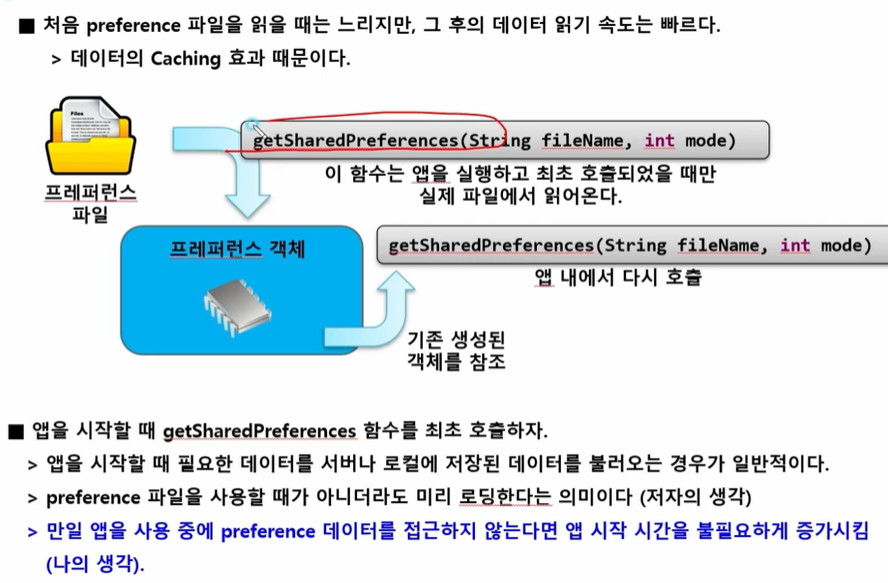 ■ 처음 preference 파일을 읽을 때는 느리지만, 그 후의 데이터 읽기 속도는 빠르다.
> 데이터의 Caching 효과 때문이다.
Files
getSharedPreferences(String fileName, int mode)
이 함수는 앱을 실행하고 최초 호출되었을 때만
실제 파일에서 읽어온다.
프레퍼런스
파일
프레퍼런스 객체
getSharedPreferences(String fileName, int mode)
앱 내에서 다시 호출
기존 생성된
객체를 참조
■ 앱을 시작할 때 getSharedPreferences 함수를 최초 호출하자.
> 앱을 시작할 때 필요한 데이터를 서버나 로컬에 저장된 데이터를 불러오는 경우가 일반적이다.
> preference 파일을 사용할 때가 아니더라도 미리 로딩한다는 의미이다 (저자의 생각)
> 만일 앱을 사용 중에 preference 데이터를 접근하지 않는다면 앱 시작 시간을 불필요하게 증가시킴
(나의 생각).